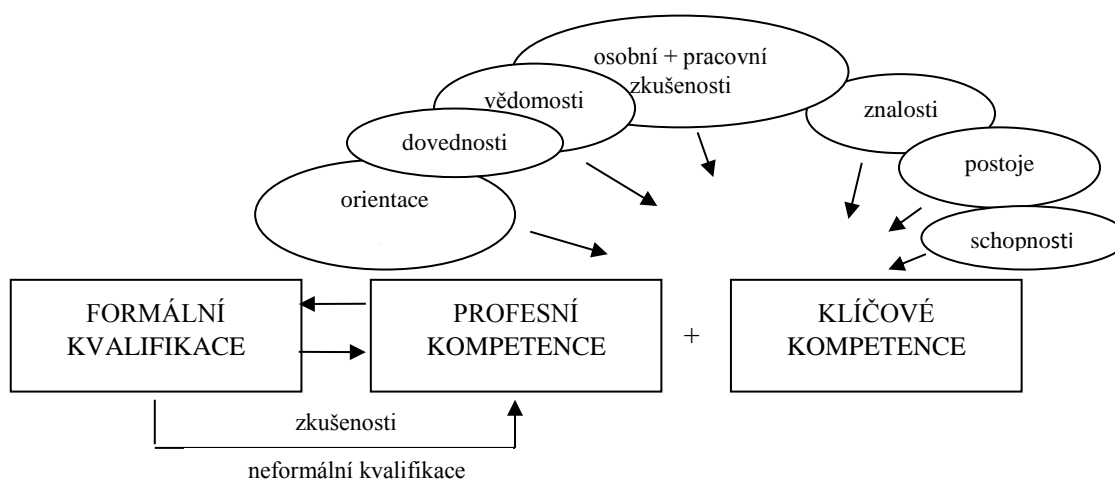 osobní + pracovní
zkušenosti
vědomosti
znalosti
dovednosti
postoje
orientace
schopnosti
FORMÁLNÍ
KVALIFIKACE
PROFESNÍ
KOMPETENCE
+
KLÍČOVÉ
KOMPETENCE
zkušenosti
neformální kvalifikace